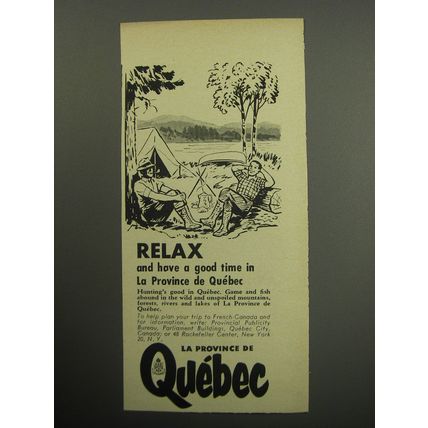 RELAX
and have a good time in
La Province de Québec
Hunting's good in Québec. Game and fish
abound in the wild and unspoiled mountains,
forests, rivers and lakes of La Province de
Québec.
To help plan your trip to French-Canada and
for information, write: Provincial Publicity
Bureau, Parliament Buildings, Québec City,
Canada; or 48 Rockefeller Center, New York
20, N. Y.
LA PROVINCE DE
Québec